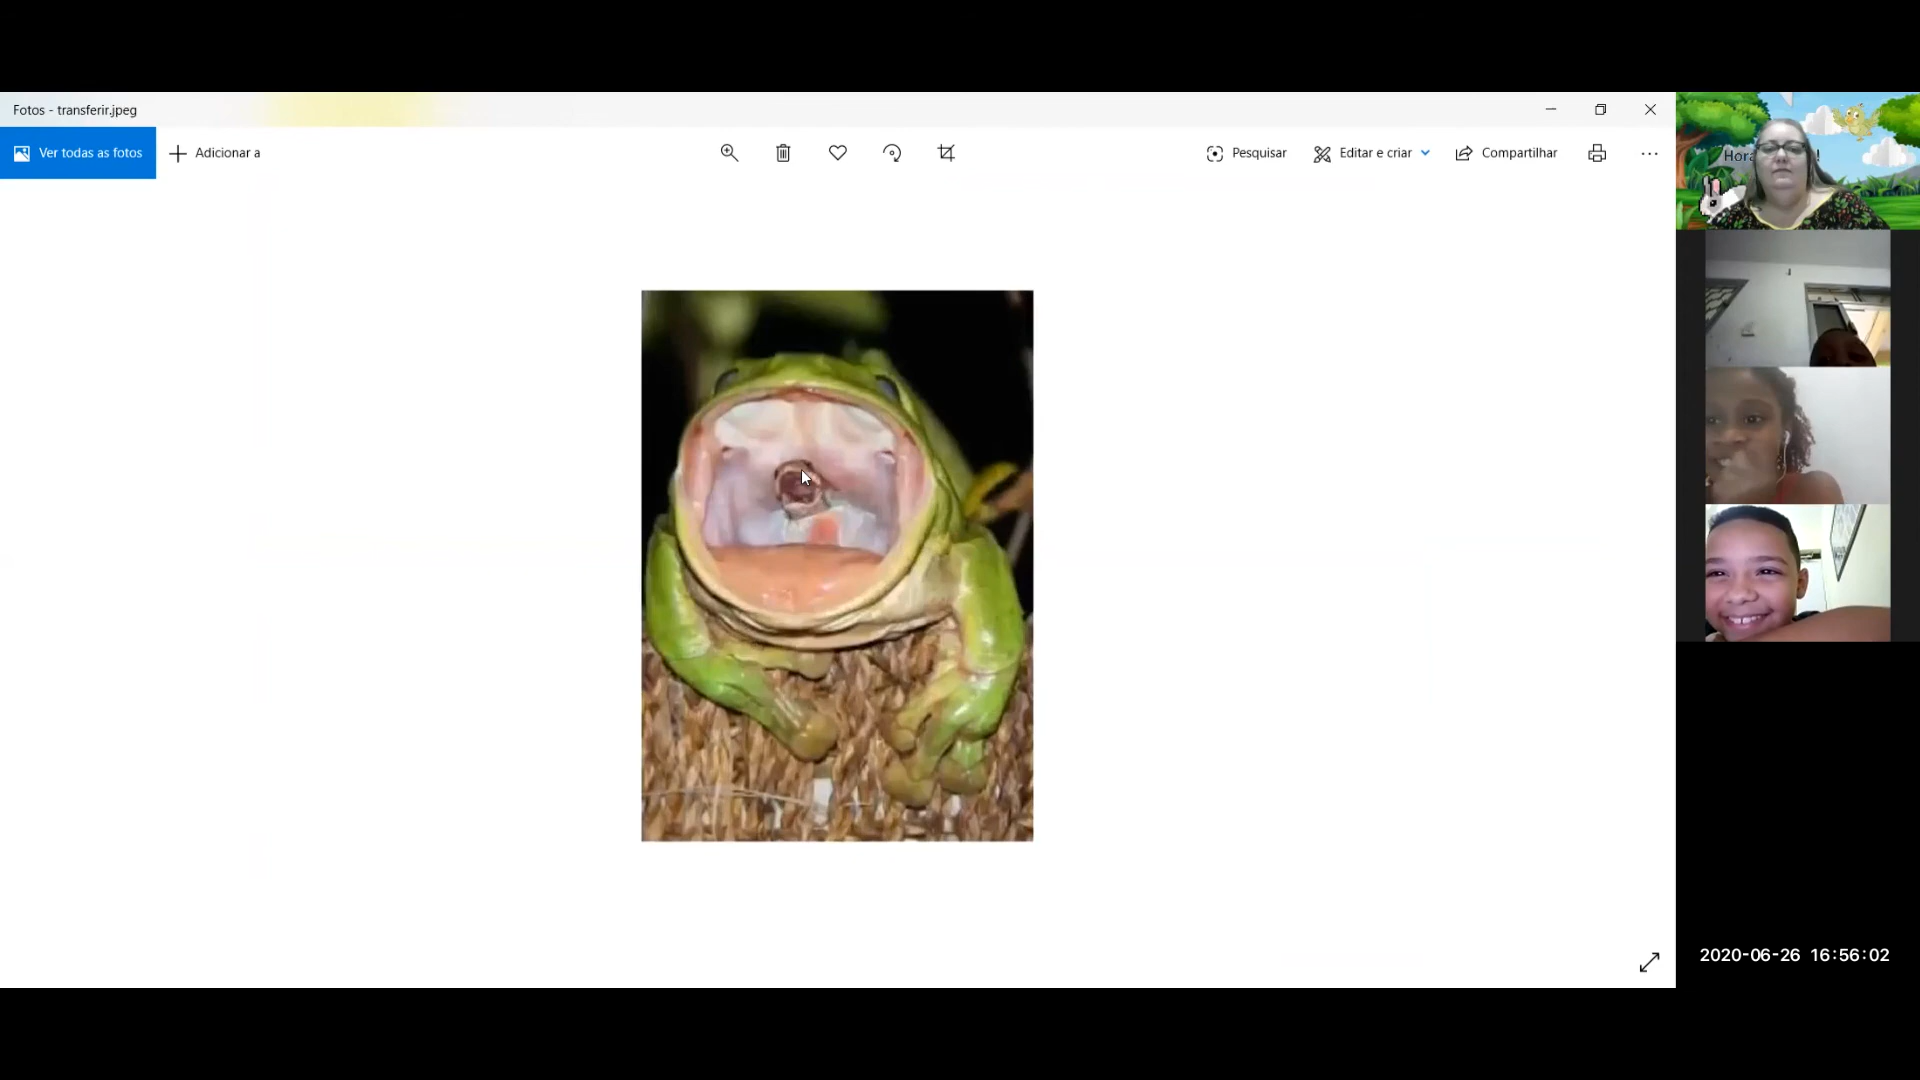 Fotos - transferir.jpeg
Ver todas as fotos
Adicionar a
Pesquisar
Editar e criar
Compartilhar
2020-06-26 16:56:02